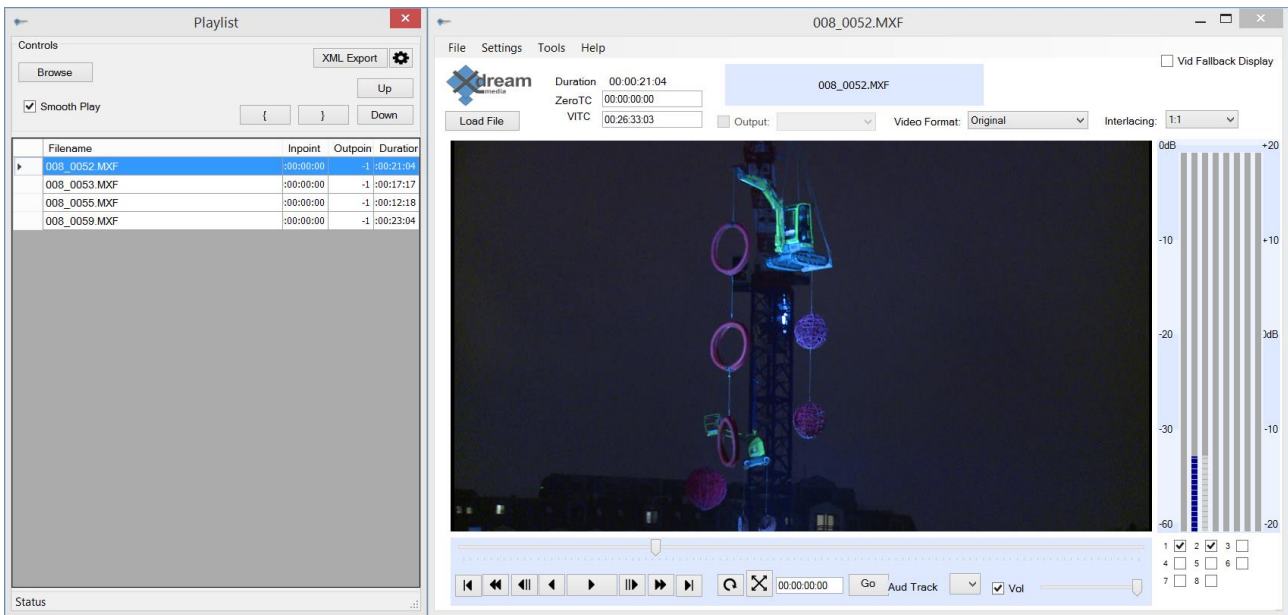 Playlist
Controls
XML Export
Browse
Up
Smooth Play
{
}
Down
Filename Inpoint Outpoin Duration
008_0052.MXF :00:00:00 -1 :00:21:04
008_0053.MXF :00:00:00 -1 :00:17:17
008_0055.MXF :00:00:00 -1 :00:12:18
008_0059.MXF :00:00:00 -1 :00:23:04
Status
008_0052.MXF
File Settings Tools Help
Vid Fallback Display
Xdream
media
Duration 00:00:21:04
008_0052.MXF
ZeroTC 00:00:00:00
Load File
VITC 00:26:33:03
Output:
Video Format: Original
Interlacing: 1:1
0dB +20
-10 +10
-20 0dB
-30 -10
-60 -20
1 2 3
4 5 6
7 8
00:00:00:00 Go Aud Track Vol